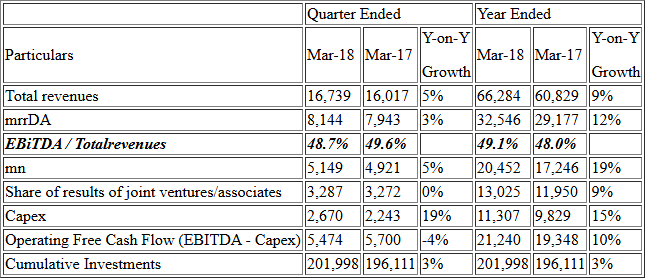 Quarter Ended Year Ended
Particulars Mar-18 Mar-17 Y-on-Y Growth Mar-18 Mar-17 Y-on-Y Growth
Total revenues 16,739 16,017 5% 66,284 60,829 9%
mrrDA 8,144 7,943 3% 32,546 29,177 12%
EBiTDA / Totalrevenues 48.7% 49.6% 49.1% 48.0%
mn 5,149 4,921 5% 20,452 17,246 19%
Share of results of joint ventures/associates 3,287 3,272 0% 13,025 11,950 9%
Capex 2,670 2,243 19% 11,307 9,829 15%
Operating Free Cash Flow (EBITDA - Capex) 5,474 5,700 -4% 21,240 19,348 10%
Cumulative Investments 201,998 196,111 3% 201,998 196,111 3%